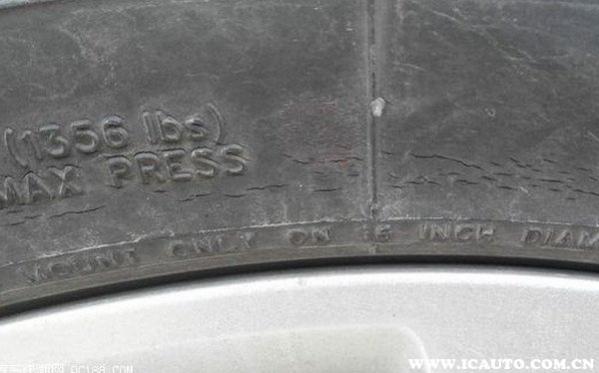 (1356 lbs)
MAX PRESS
MOUNT ONLY ON 16 INCH DIAM
WWW.ICAUTO.COM.CN